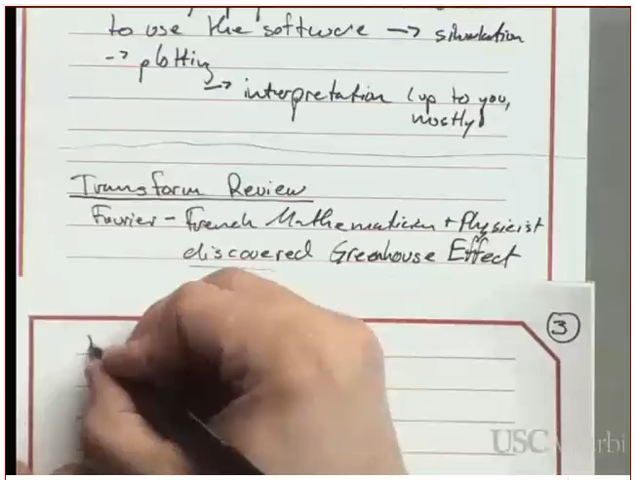 to use the software → simulation
→ plotting
→ interpretation (up to you,
mostly)
Transform Review
Fourier - French Mathematician + Physicist
discovered Greenhouse Effect
3
USC